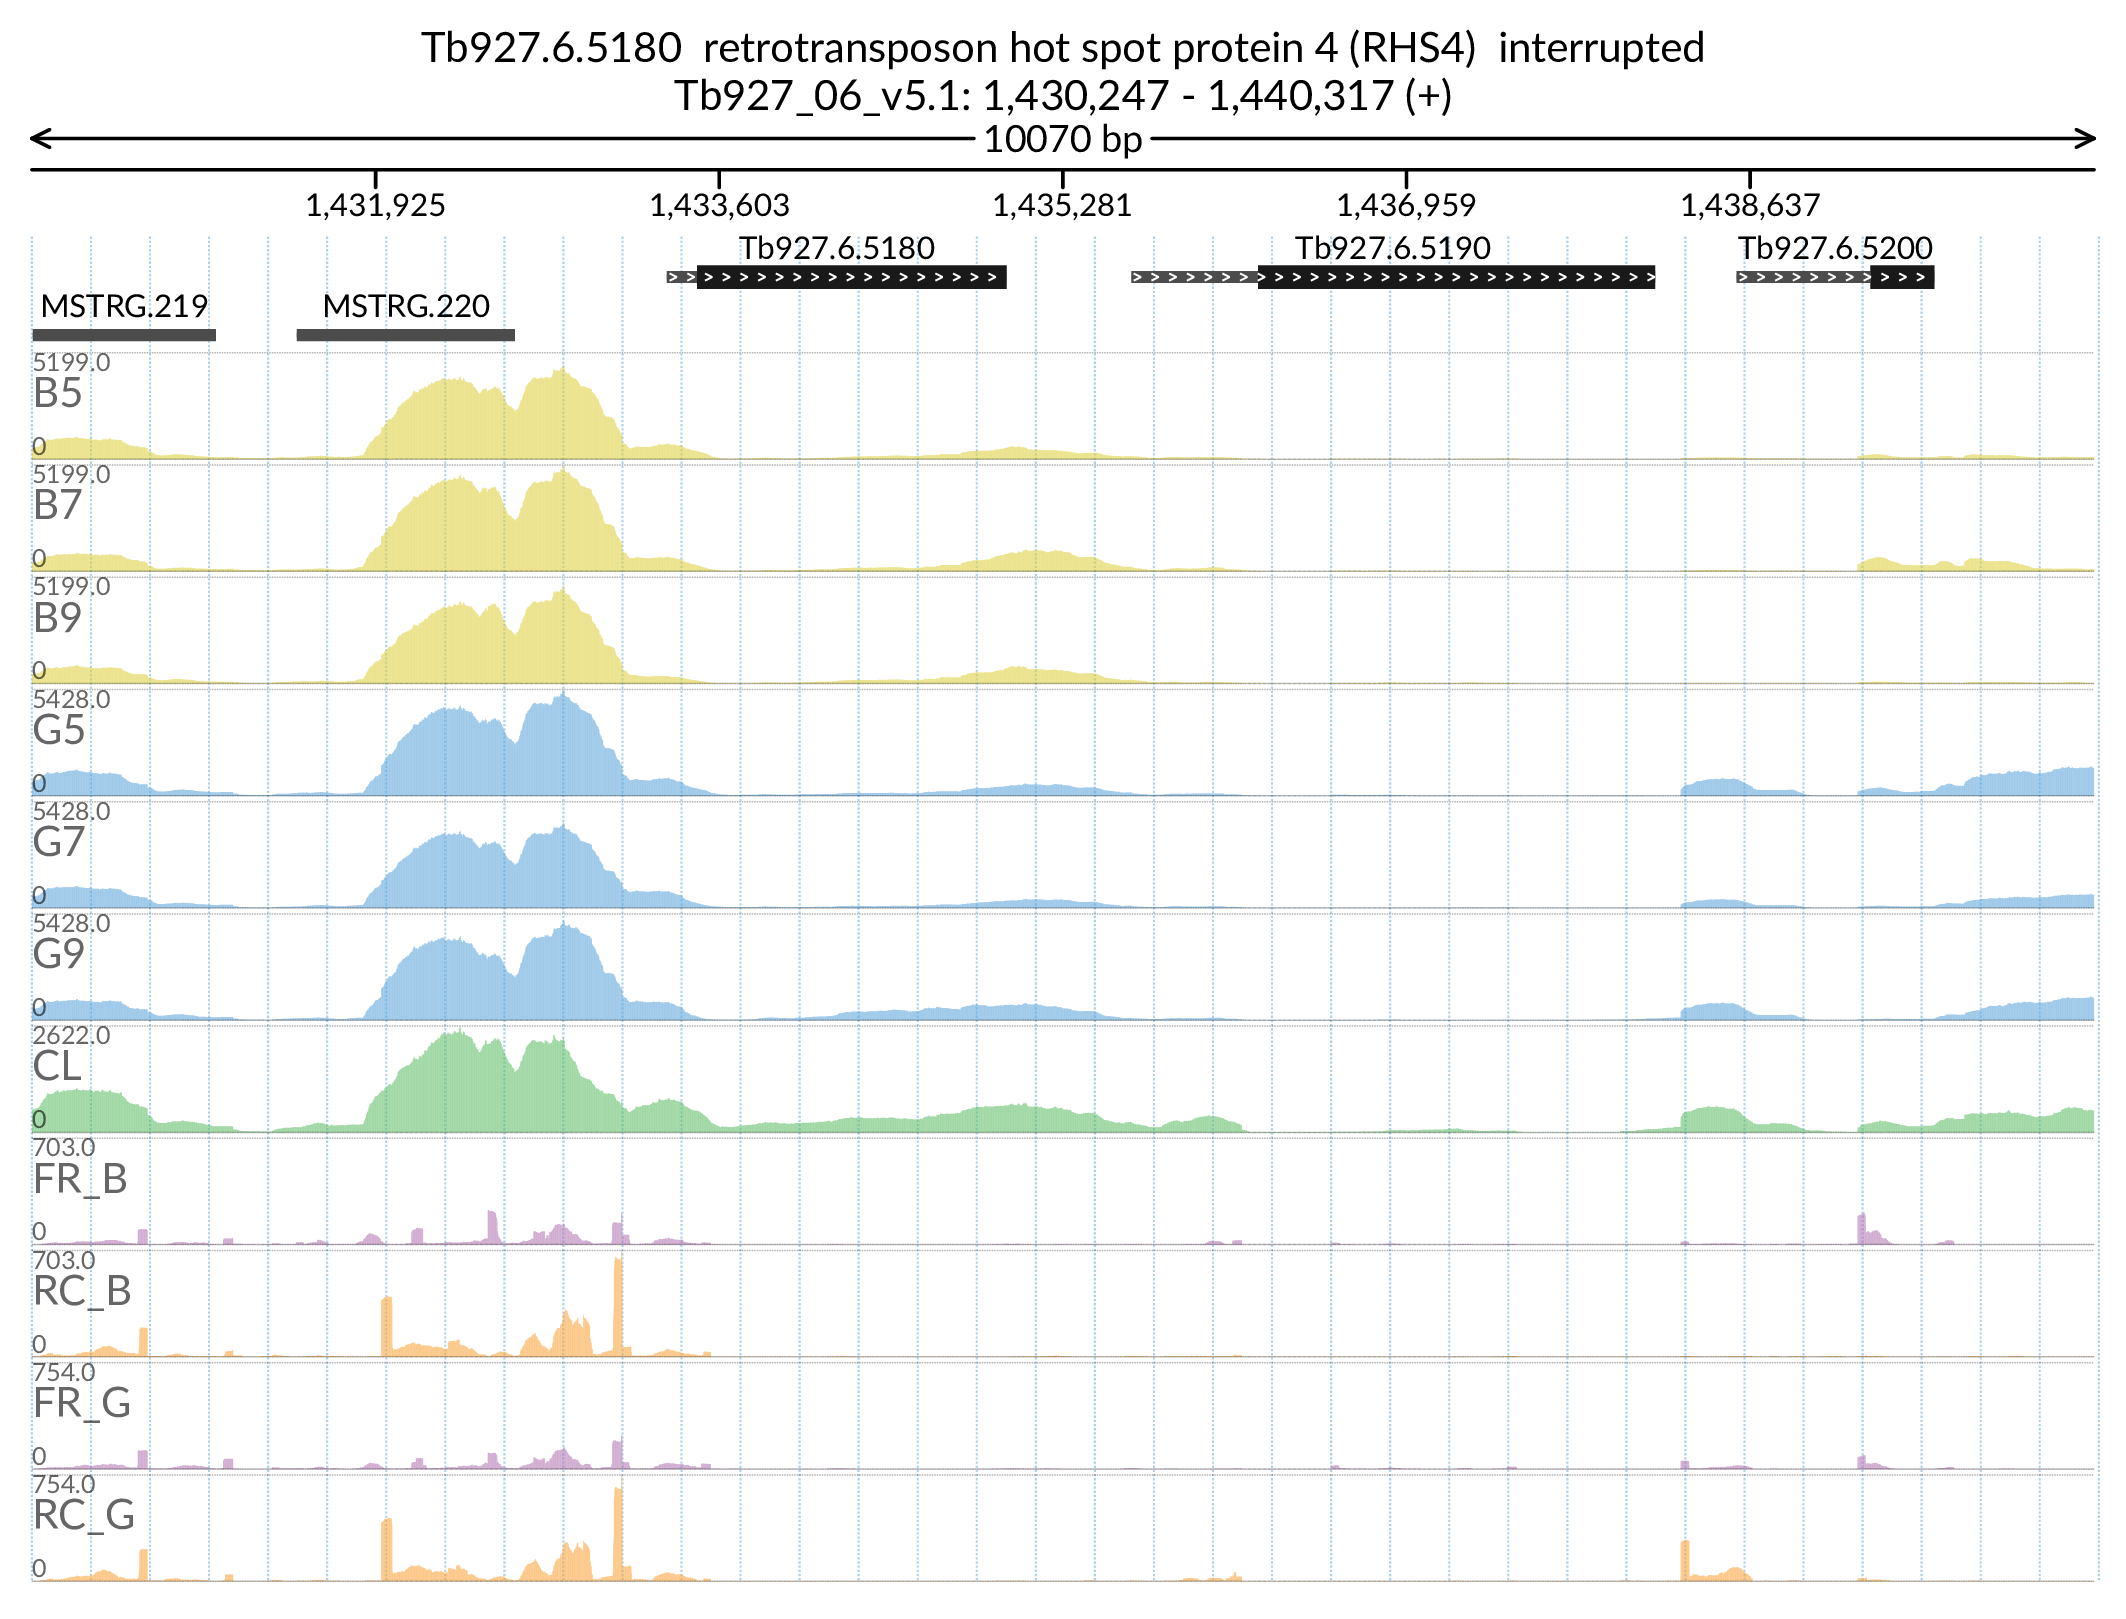 Tb927.6.5180 retrotransposon hot spot protein 4 (RHS4) interrupted
Tb927_06_v5.1: 1,430,247 - 1,440,317 (+)
10070 bp
1,431,925 1,433,603 1,435,281 1,436,959 1,438,637
Tb927.6.5180 Tb927.6.5190 Tb927.6.5200
MSTRG.219 MSTRG.220
5199.0
B5
0
5199.0
B7
0
5199.0
B9
0
5428.0
G5
0
5428.0
G7
0
5428.0
G9
0
2622.0
CL
0
703.0
FR_B
0
703.0
RC_B
0
754.0
FR_G
0
754.0
RC_G
0